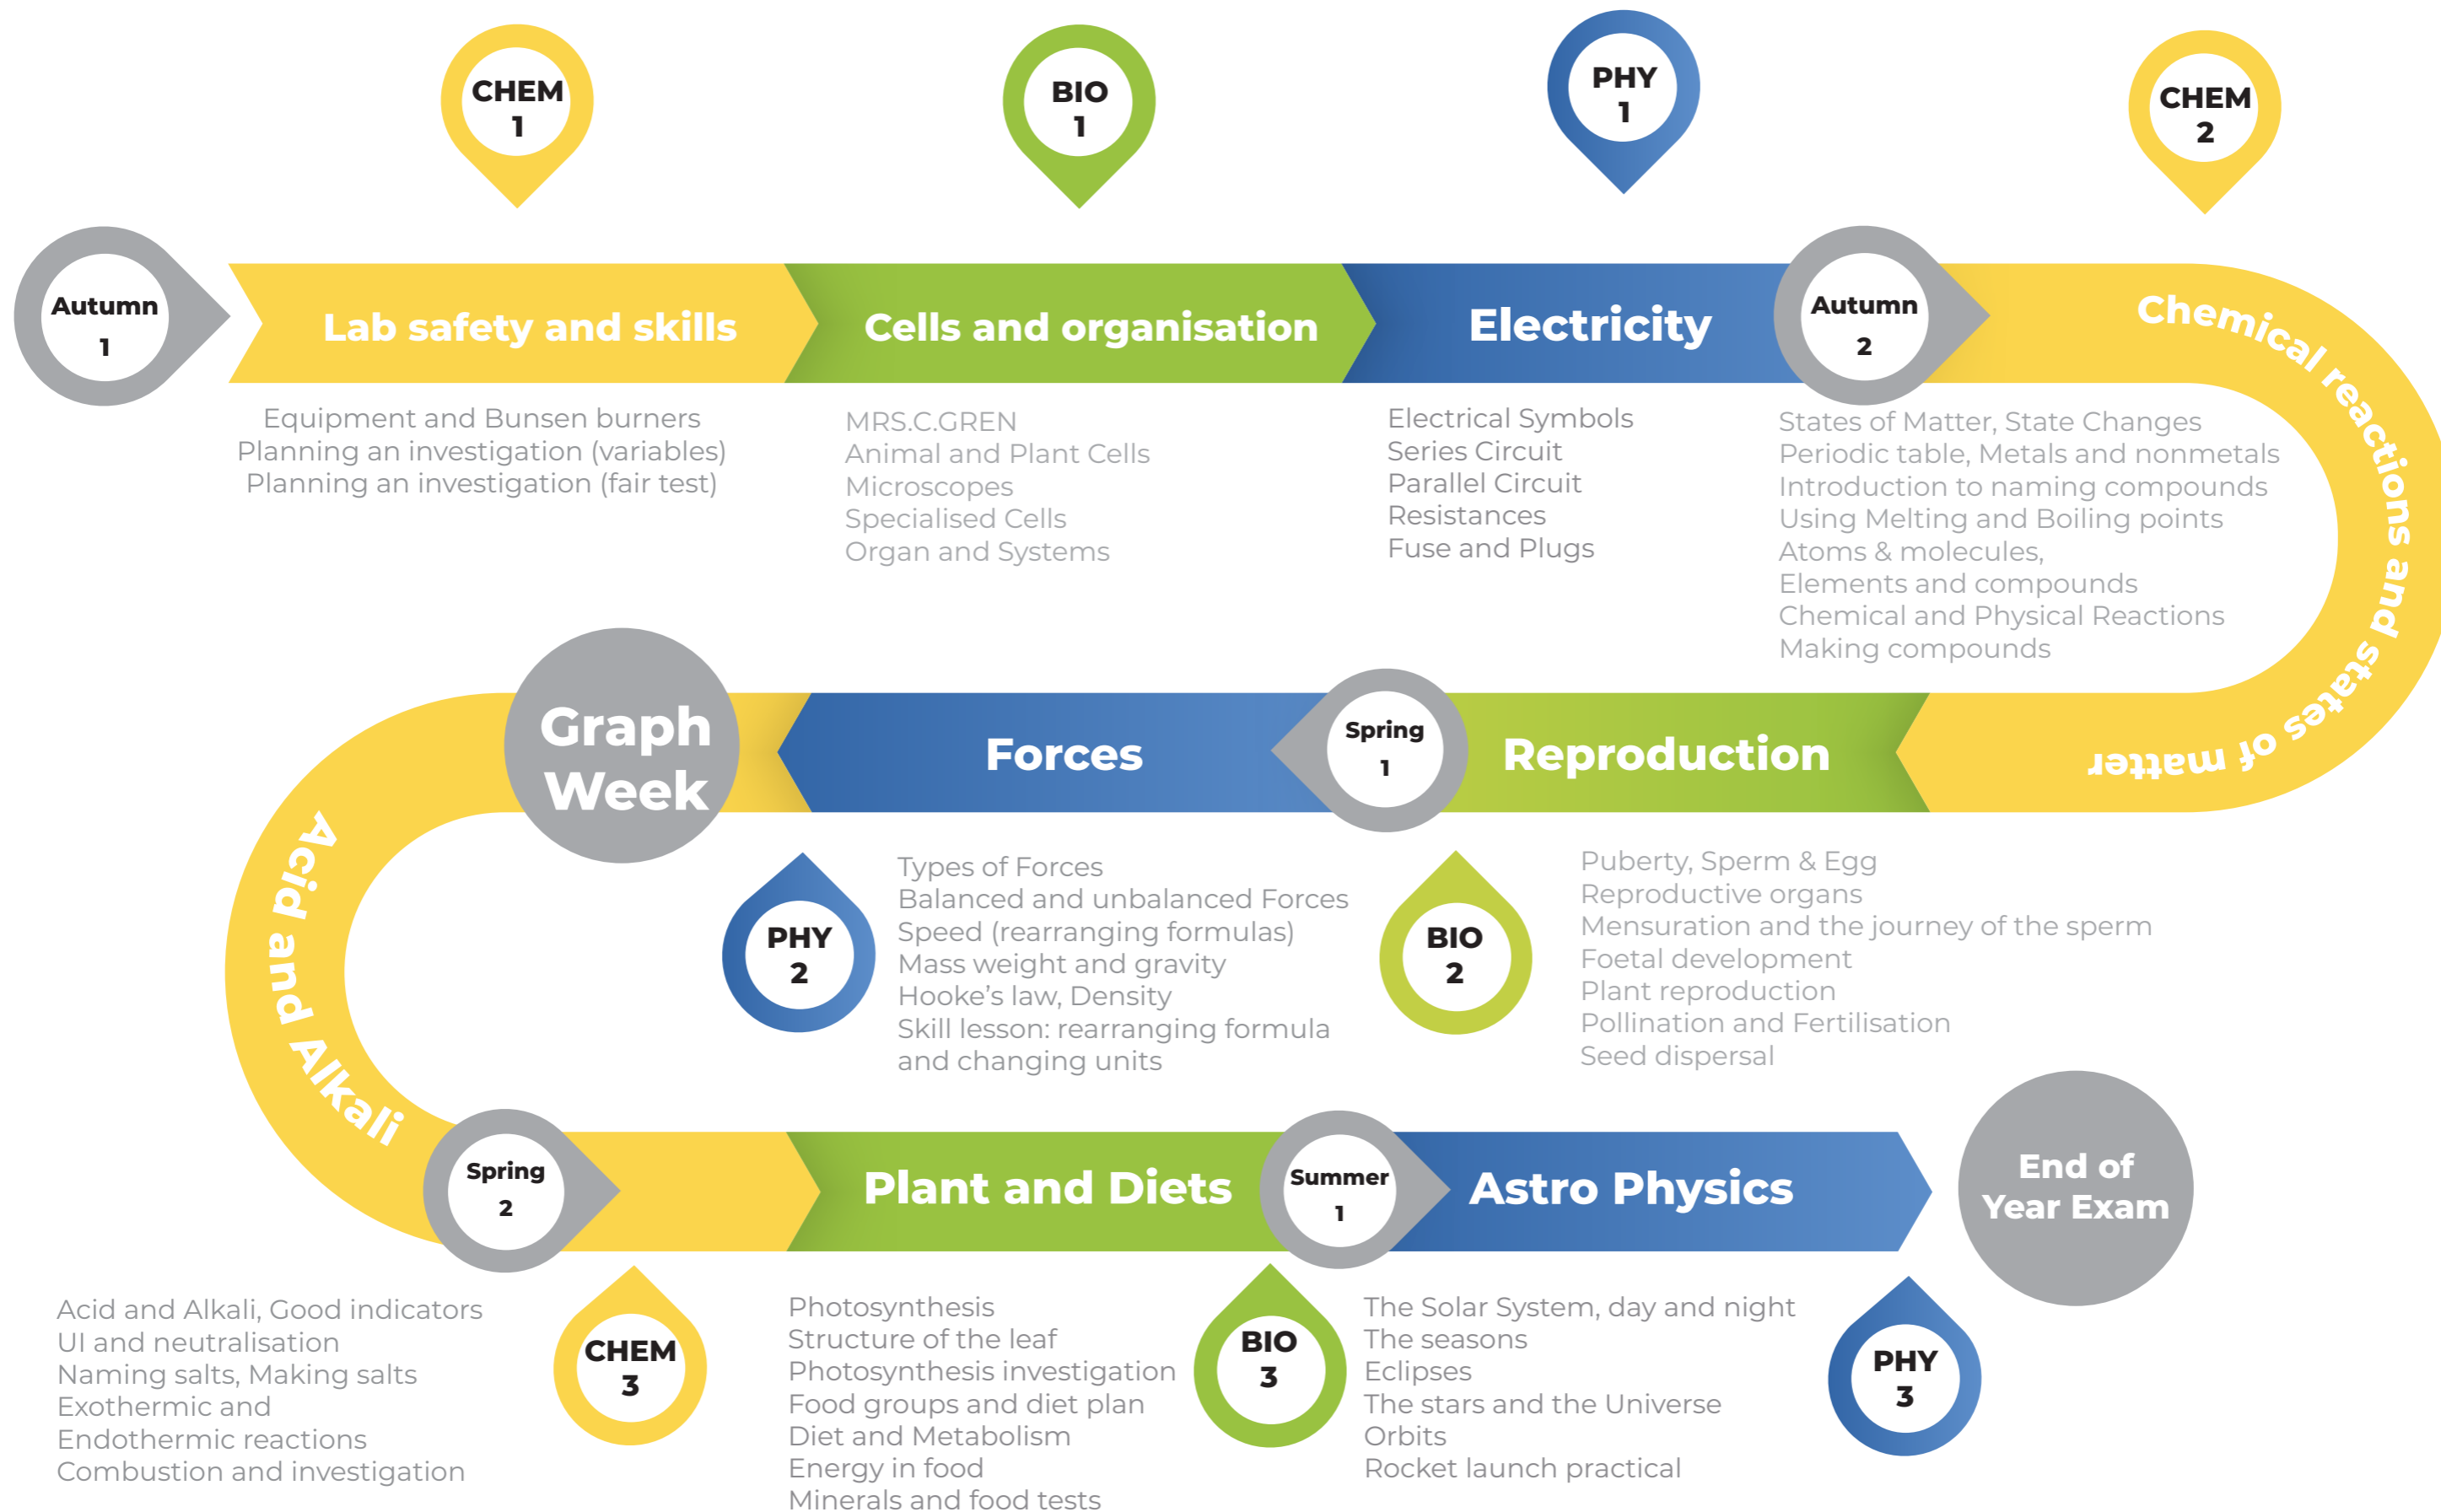 CHEM
1
BIO
1
PHY
1
CHEM
2
Autumn
1
Lab safety and skills
Cells and organisation
Electricity
Autumn
2
Chemical reactions and states of matter
Equipment and Bunsen burners
Planning an investigation (variables)
Planning an investigation (fair test)
MRS.C.GREN
Animal and Plant Cells
Microscopes
Specialised Cells
Organ and Systems
Electrical Symbols
Series Circuit
Parallel Circuit
Resistances
Fuse and Plugs
States of Matter, State Changes
Periodic table, Metals and nonmetals
Introduction to naming compounds
Using Melting and Boiling points
Atoms & molecules,
Elements and compounds
Chemical and Physical Reactions
Making compounds
Reproduction
Spring
1
Forces
Graph
Week
BIO
2
Puberty, Sperm & Egg
Reproductive organs
Mensuration and the journey of the sperm
Foetal development
Plant reproduction
Pollination and Fertilisation
Seed dispersal
PHY
2
Types of Forces
Balanced and unbalanced Forces
Speed (rearranging formulas)
Mass weight and gravity
Hooke's law, Density
Skill lesson: rearranging formula
and changing units
Acid and Alkali
Spring
2
Plant and Diets
Summer
1
Astro Physics
End of
Year Exam
Acid and Alkali, Good indicators
UI and neutralisation
Naming salts, Making salts
Exothermic and
Endothermic reactions
Combustion and investigation
CHEM
3
Photosynthesis
Structure of the leaf
Photosynthesis investigation
Food groups and diet plan
Diet and Metabolism
Energy in food
Minerals and food tests
BIO
3
The Solar System, day and night
The seasons
Eclipses
The stars and the Universe
Orbits
Rocket launch practical
PHY
3